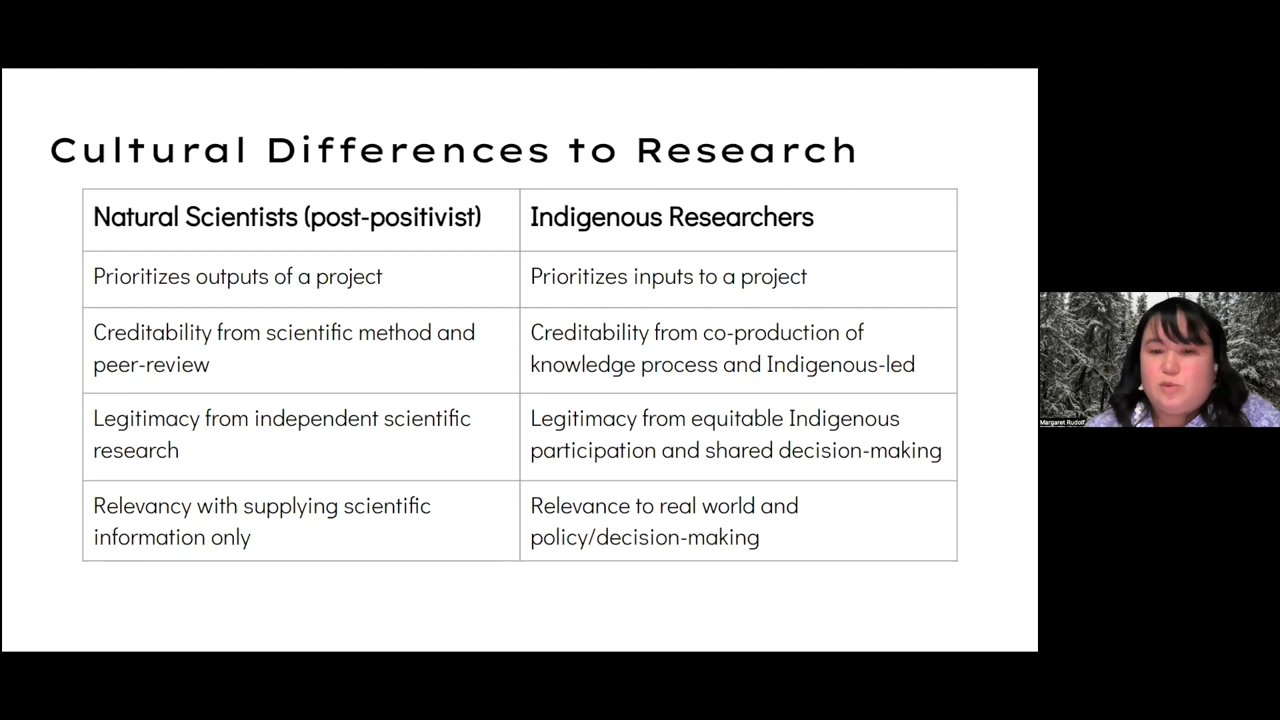 Cultural Differences to Research
Natural Scientists (post-positivist)
Indigenous Researchers
Prioritizes outputs of a project
Prioritizes inputs to a project
Creditability from scientific method and
peer-review
Creditability from co-production of
knowledge process and Indigenous-led
Legitimacy from independent scientific
research
Legitimacy from equitable Indigenous
participation and shared decision-making
Relevancy with supplying scientific
information only
Relevance to real world and
policy/decision-making
Margaret Rudolf